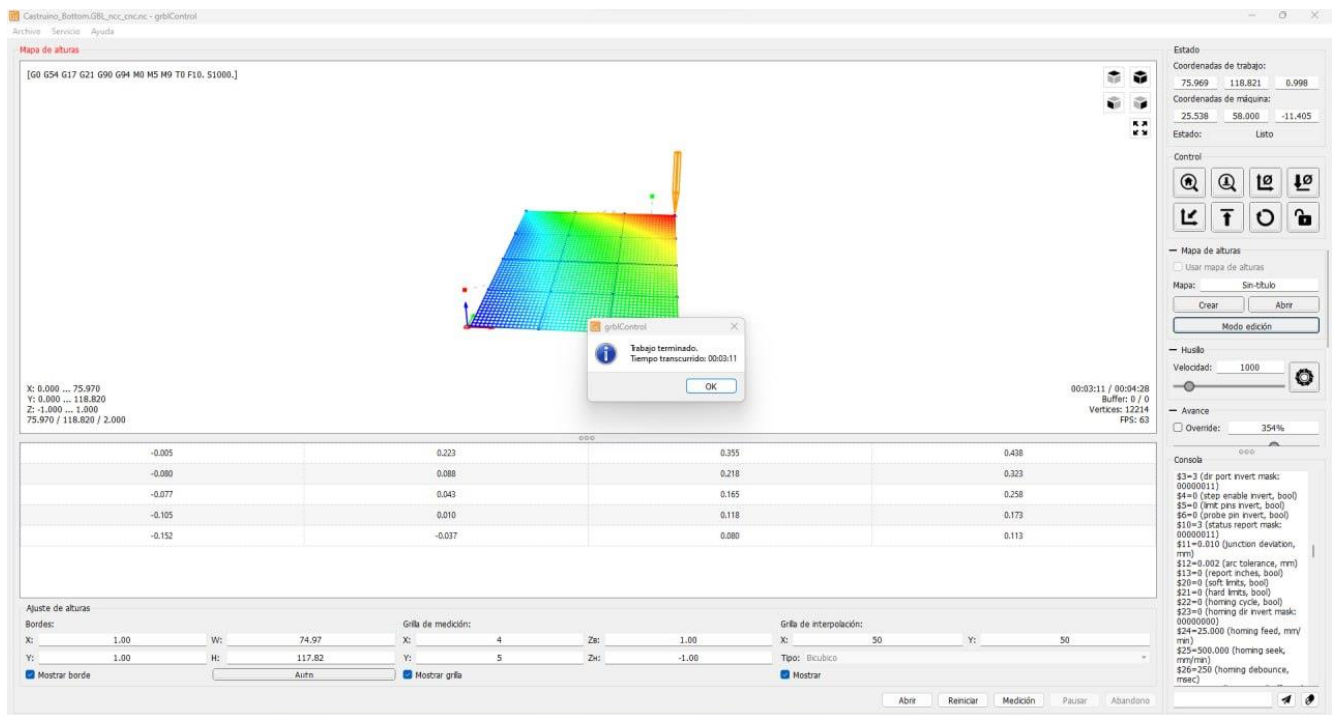 Castruino_Bottom.GBL_ncc_cnc.nc - grblControl
Archivo Servicio Ayuda
Mapa de alturas
[G0 G54 G17 G21 G90 G94 M0 M5 M9 T0 F10. S1000.]
grblControl
Trabajo terminado.
Tiempo transcurrido: 00:03:11
OK
X: 0.000 ... 75.970
Y: 0.000 ... 118.820
Z: -1.000 ... 1.000
75.970 / 118.820 / 2.000
00:03:11 / 00:04:28
Buffer: 0 / 0
Vertices: 12214
FPS: 63
-0.005 0.223 0.355 0.438
-0.080 0.088 0.218 0.323
-0.077 0.043 0.165 0.258
-0.105 0.010 0.118 0.173
-0.152 -0.037 0.080 0.113
Ajuste de alturas
Bordes: Grilla de medición: Grilla de interpolación:
X: 1.00 W: 74.97 X: 4 ZB: 1.00 X: 50 Y: 50
Y: 1.00 H: 117.82 Y: 5 ZH: -1.00 Tipo: Bicubico
Mostrar borde Auto Mostrar grilla Mostrar
Abrir Reiniciar Medición Pausar Abandono
Estado
Coordenadas de trabajo:
75.969 118.821 0.998
Coordenadas de máquina:
25.538 58.000 -11.405
Estado: Listo
Control
Mapa de alturas
Usar mapa de alturas
Mapa: Sin-título
Crear Abrir
Modo edición
Husillo
Velocidad: 1000
Avance
Override: 354%
Consola
$3=3 (dir port invert mask:
00000011)
$4=0 (step enable invert, bool)
$5=0 (limit pins invert, bool)
$6=0 (probe pin invert, bool)
$10=3 (status report mask:
00000011)
$11=0.010 (junction deviation,
mm)
$12=0.002 (arc tolerance, mm)
$13=0 (report inches, bool)
$20=0 (soft limits, bool)
$21=0 (hard limits, bool)
$22=0 (homing cycle, bool)
$23=0 (homing dir invert mask:
00000000)
$24=25.000 (homing feed, mm/
min)
$25=500.000 (homing seek,
mm/min)
$26=250 (homing debounce,
msec)